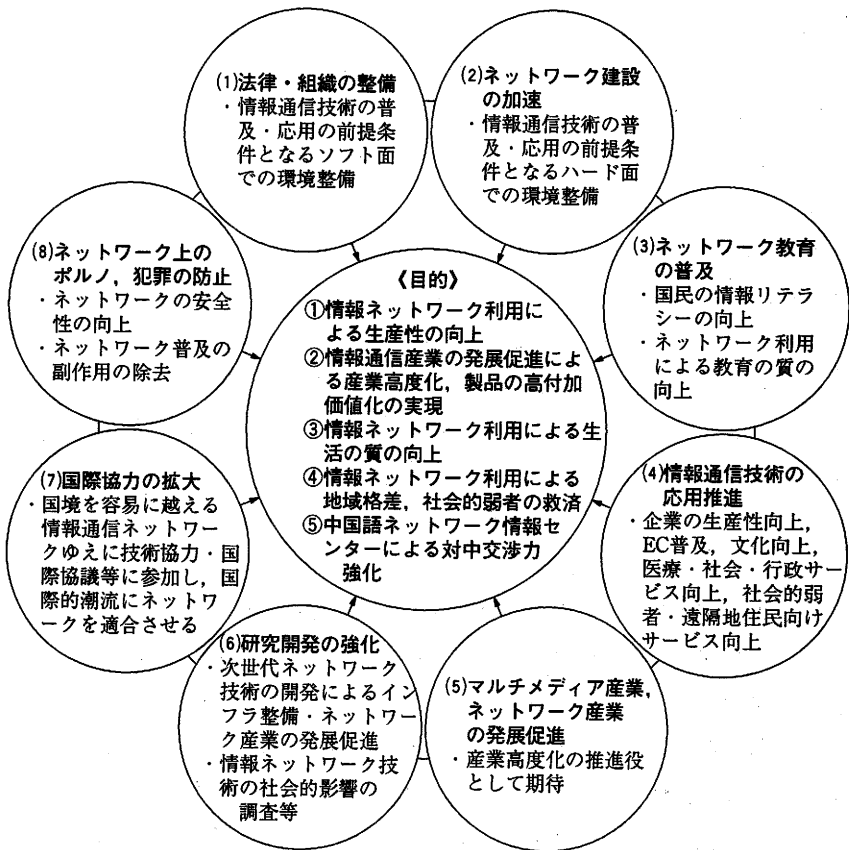 (1)法律・組織の整備
・情報通信技術の普
及・応用の前提条
件となるソフト面
での環境整備
(2)ネットワーク建設
の加速
・情報通信技術の普
及・応用の前提条
件となるハード面
での環境整備
(3)ネットワーク教育
の普及
・国民の情報リテラ
シーの向上
・ネットワーク利用
による教育の質の
向上
(4)情報通信技術の
応用推進
・企業の生産性向上,
EC普及, 文化向上,
医療・社会・行政サー
ビス向上, 社会的弱
者・遠隔地住民向け
サービス向上
(5)マルチメディア産業,
ネットワーク産業
の発展促進
・産業高度化の推進役
として期待
(6)研究開発の強化
・次世代ネットワーク
技術の開発によるイン
フラ整備・ネットワー
ク産業の発展促進
・情報ネットワーク技
術の社会的影響の
調査等
(7)国際協力の拡大
・国境を容易に越える
情報通信ネットワー
クゆえに技術協力・国
際協議等に参加し, 国
際的潮流にネットワ
ークを適合させる
(8)ネットワーク上の
ポルノ, 犯罪の防止
・ネットワークの安全
性の向上
・ネットワーク普及の
副作用の除去
《目的》
①情報ネットワーク利用に
よる生産性の向上
②情報通信産業の発展促進によ
る産業高度化, 製品の高付加
価値化の実現
③情報ネットワーク利用による生
活の質の向上
④情報ネットワーク利用による
地域格差, 社会的弱者の救済
⑤中国語ネットワーク情報セ
ンターによる対中交渉力
強化